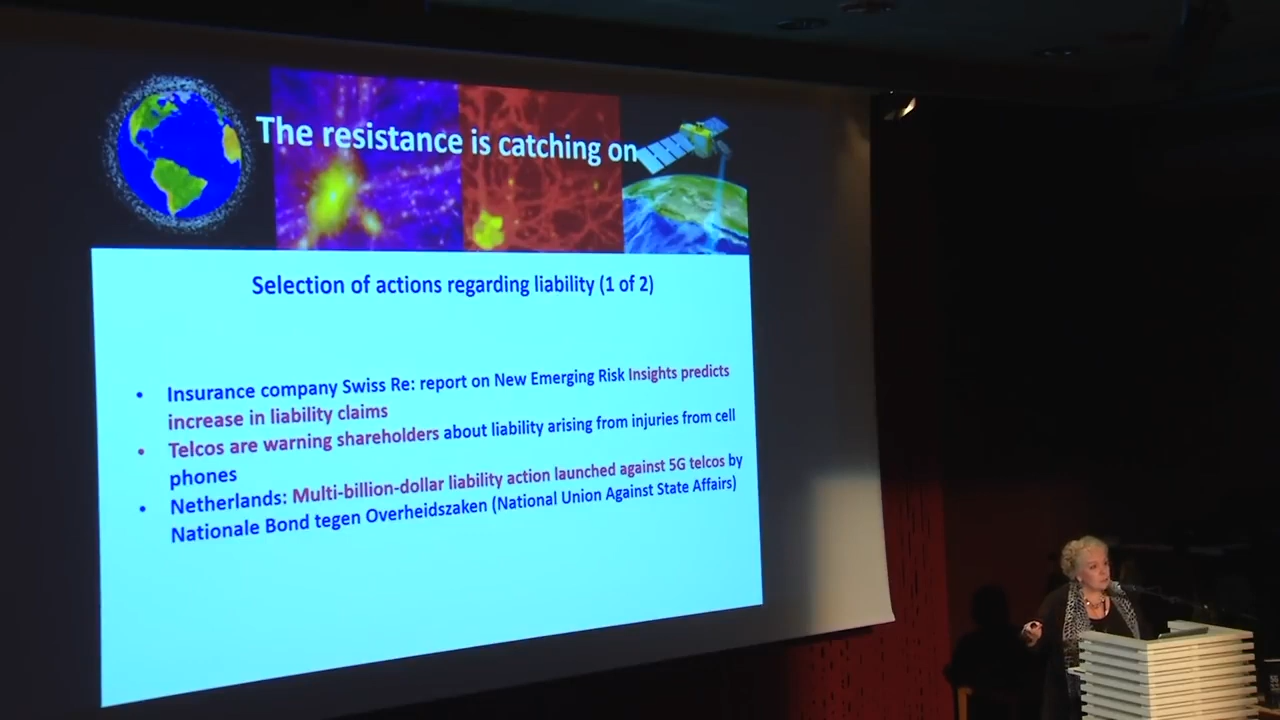 The resistance is catching on
Selection of actions regarding liability (1 of 2)
• Insurance company Swiss Re: report on New Emerging Risk Insights predicts
increase in liability claims
• Telcos are warning shareholders about liability arising from injuries from cell
phones
• Netherlands: Multi-billion-dollar liability action launched against 5G telcos by
Nationale Bond tegen Overheidszaken (National Union Against State Affairs)